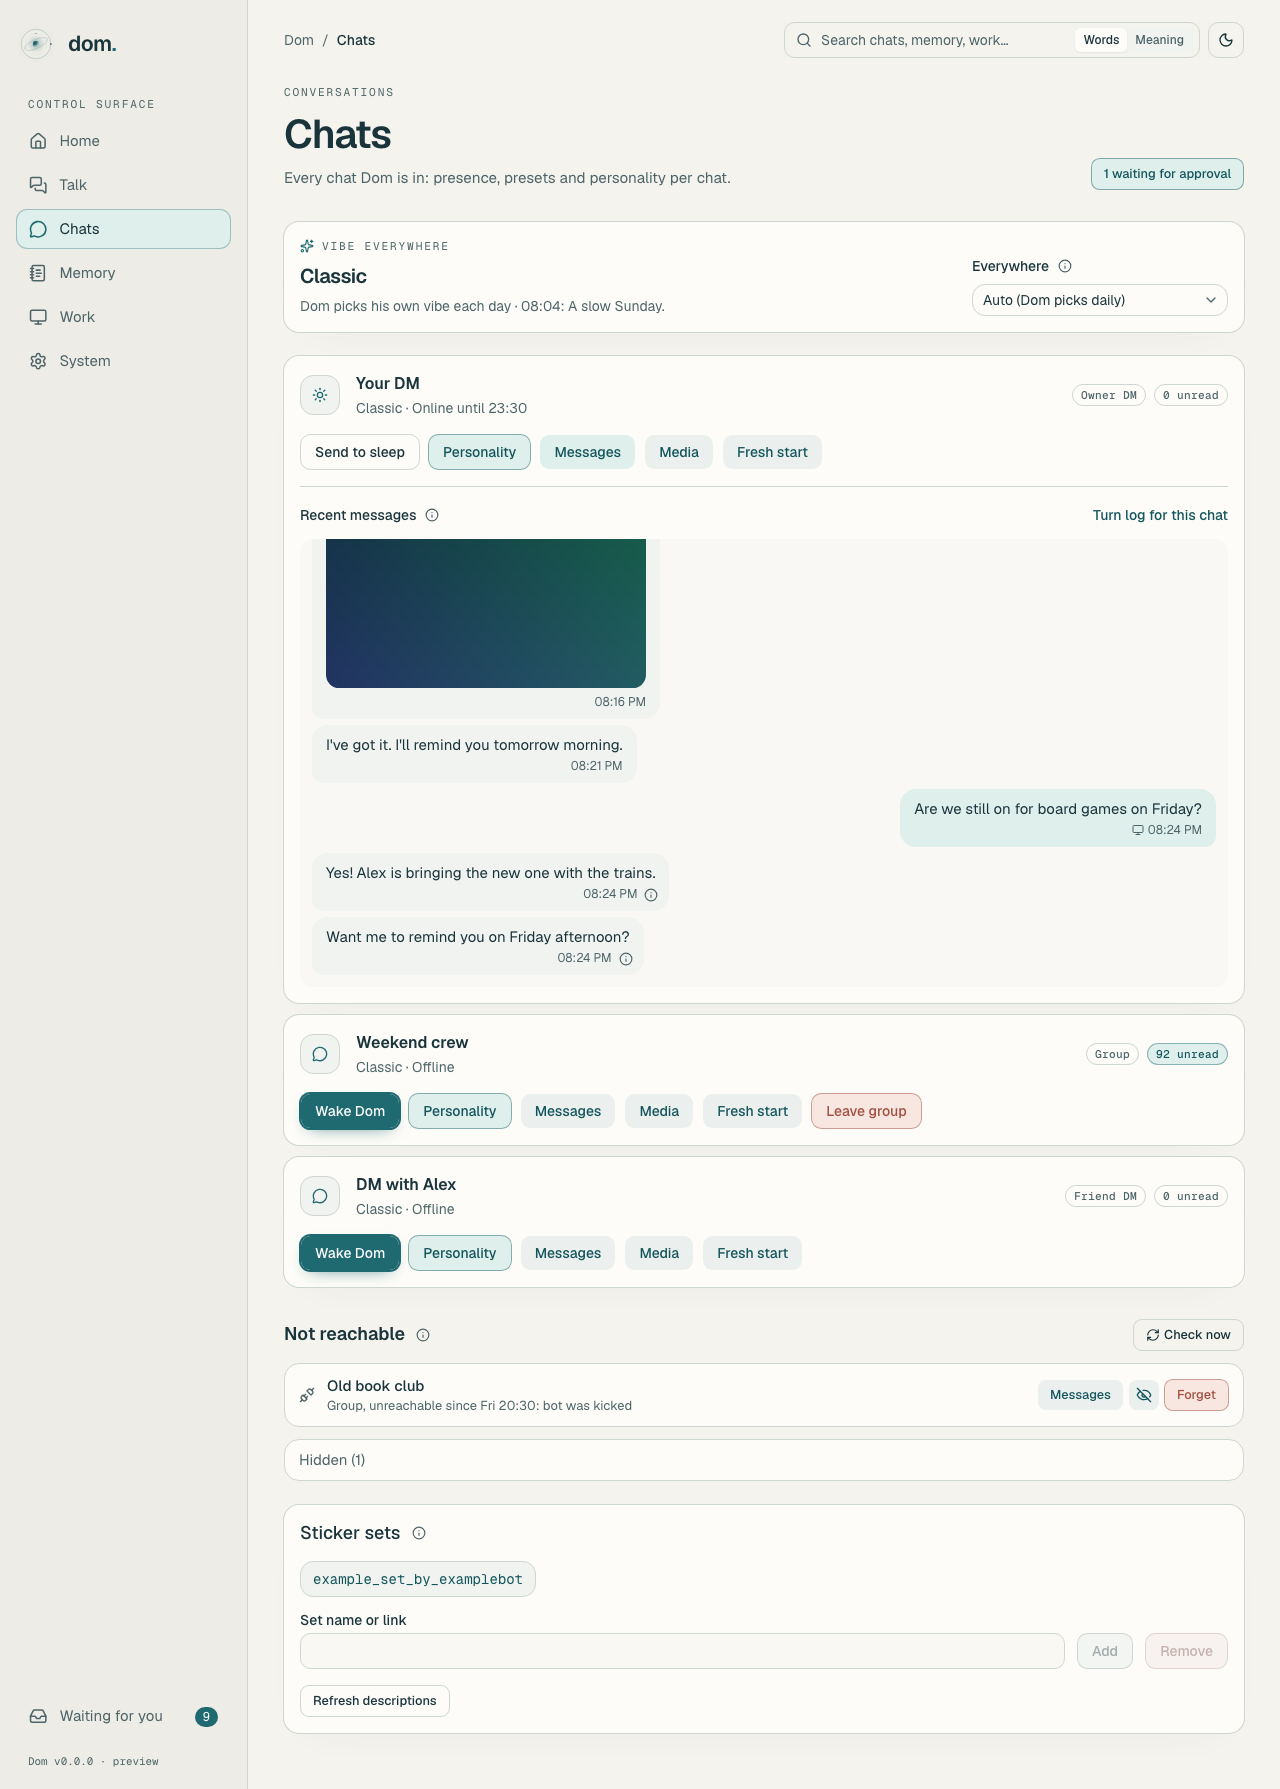 dom.
CONTROL SURFACE
Home
Talk
Chats
Memory
Work
System
Waiting for you 9
Dom v0.0.0 · preview
Dom / Chats
Search chats, memory, work…
Words Meaning
CONVERSATIONS
Chats
Every chat Dom is in: presence, presets and personality per chat.
1 waiting for approval
VIBE EVERYWHERE
Classic
Dom picks his own vibe each day · 08:04: A slow Sunday.
Everywhere
Auto (Dom picks daily)
Your DM
Classic · Online until 23:30
Owner DM 0 unread
Send to sleep Personality Messages Media Fresh start
Recent messages
Turn log for this chat
08:16 PM
I've got it. I'll remind you tomorrow morning.
08:21 PM
Are we still on for board games on Friday?
08:24 PM
Yes! Alex is bringing the new one with the trains.
08:24 PM
Want me to remind you on Friday afternoon?
08:24 PM
Weekend crew
Classic · Offline
Group 92 unread
Wake Dom Personality Messages Media Fresh start Leave group
DM with Alex
Classic · Offline
Friend DM 0 unread
Wake Dom Personality Messages Media Fresh start
Not reachable
Check now
Old book club
Group, unreachable since Fri 20:30: bot was kicked
Messages Forget
Hidden (1)
Sticker sets
example_set_by_examplebot
Set name or link
Add Remove
Refresh descriptions